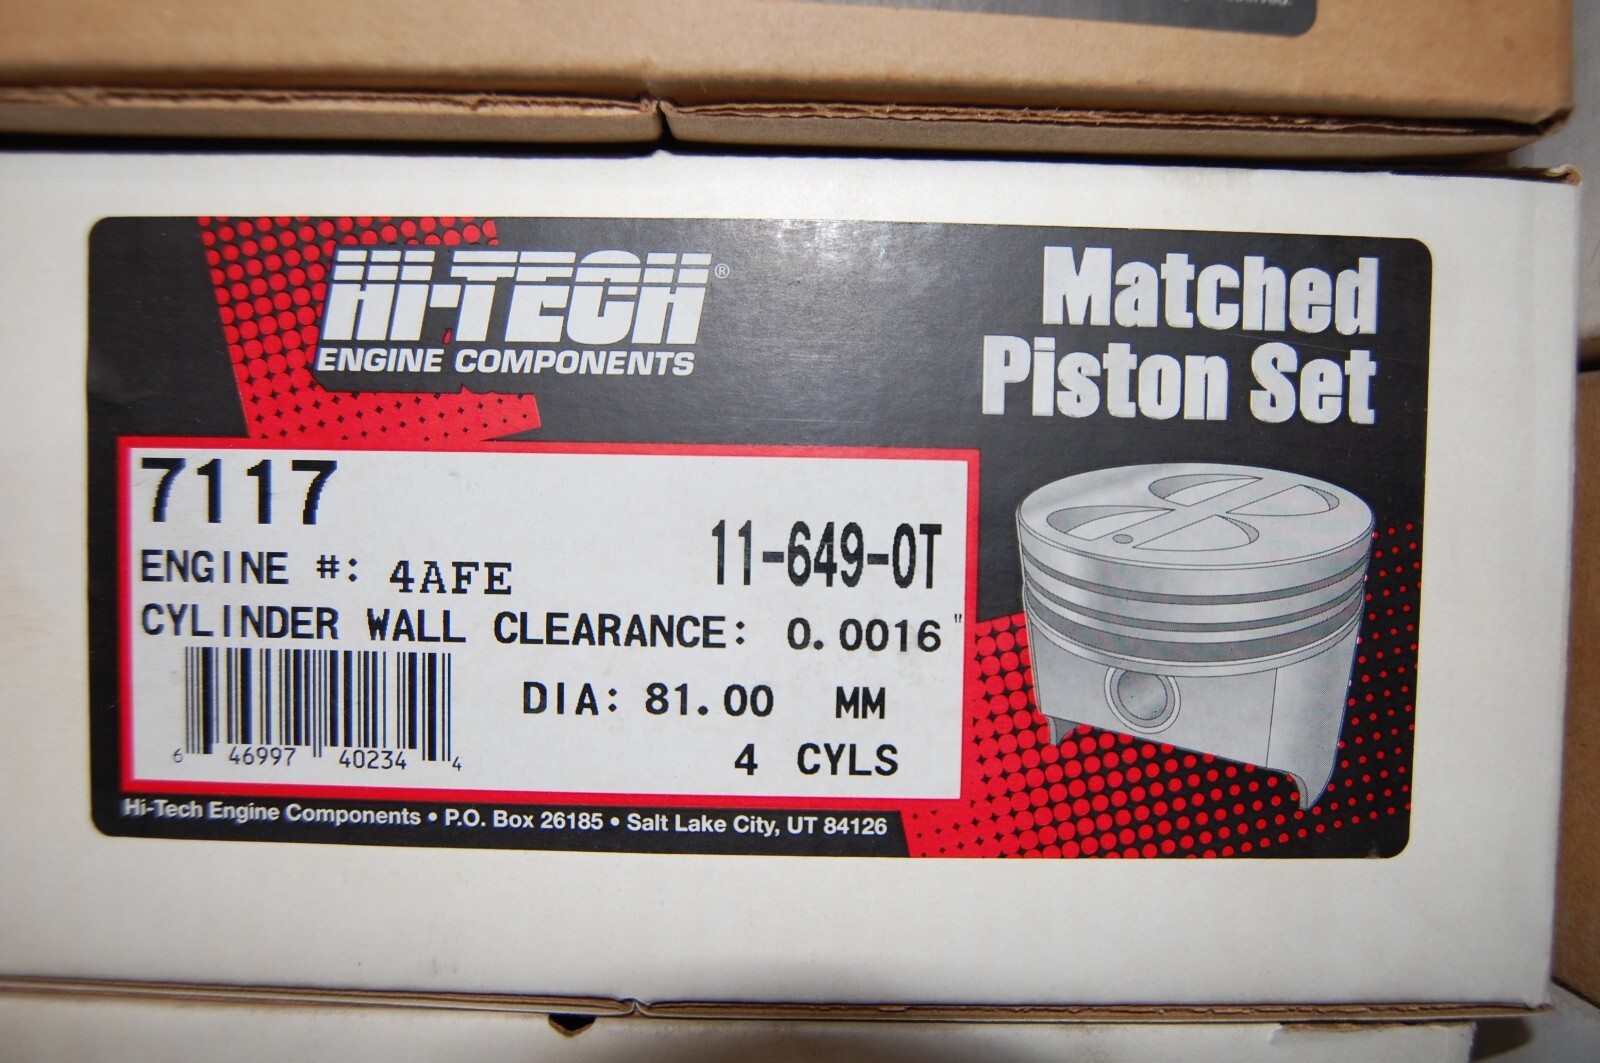 reserved.
HI-TECH®
ENGINE COMPONENTS
Matched
Piston Set
7117
11-649-0T
ENGINE #: 4AFE
CYLINDER WALL CLEARANCE: 0.0016"
DIA: 81.00 MM
4 CYLS
6 46997 40234 4
Hi-Tech Engine Components • P.O. Box 26185 • Salt Lake City, UT 84126